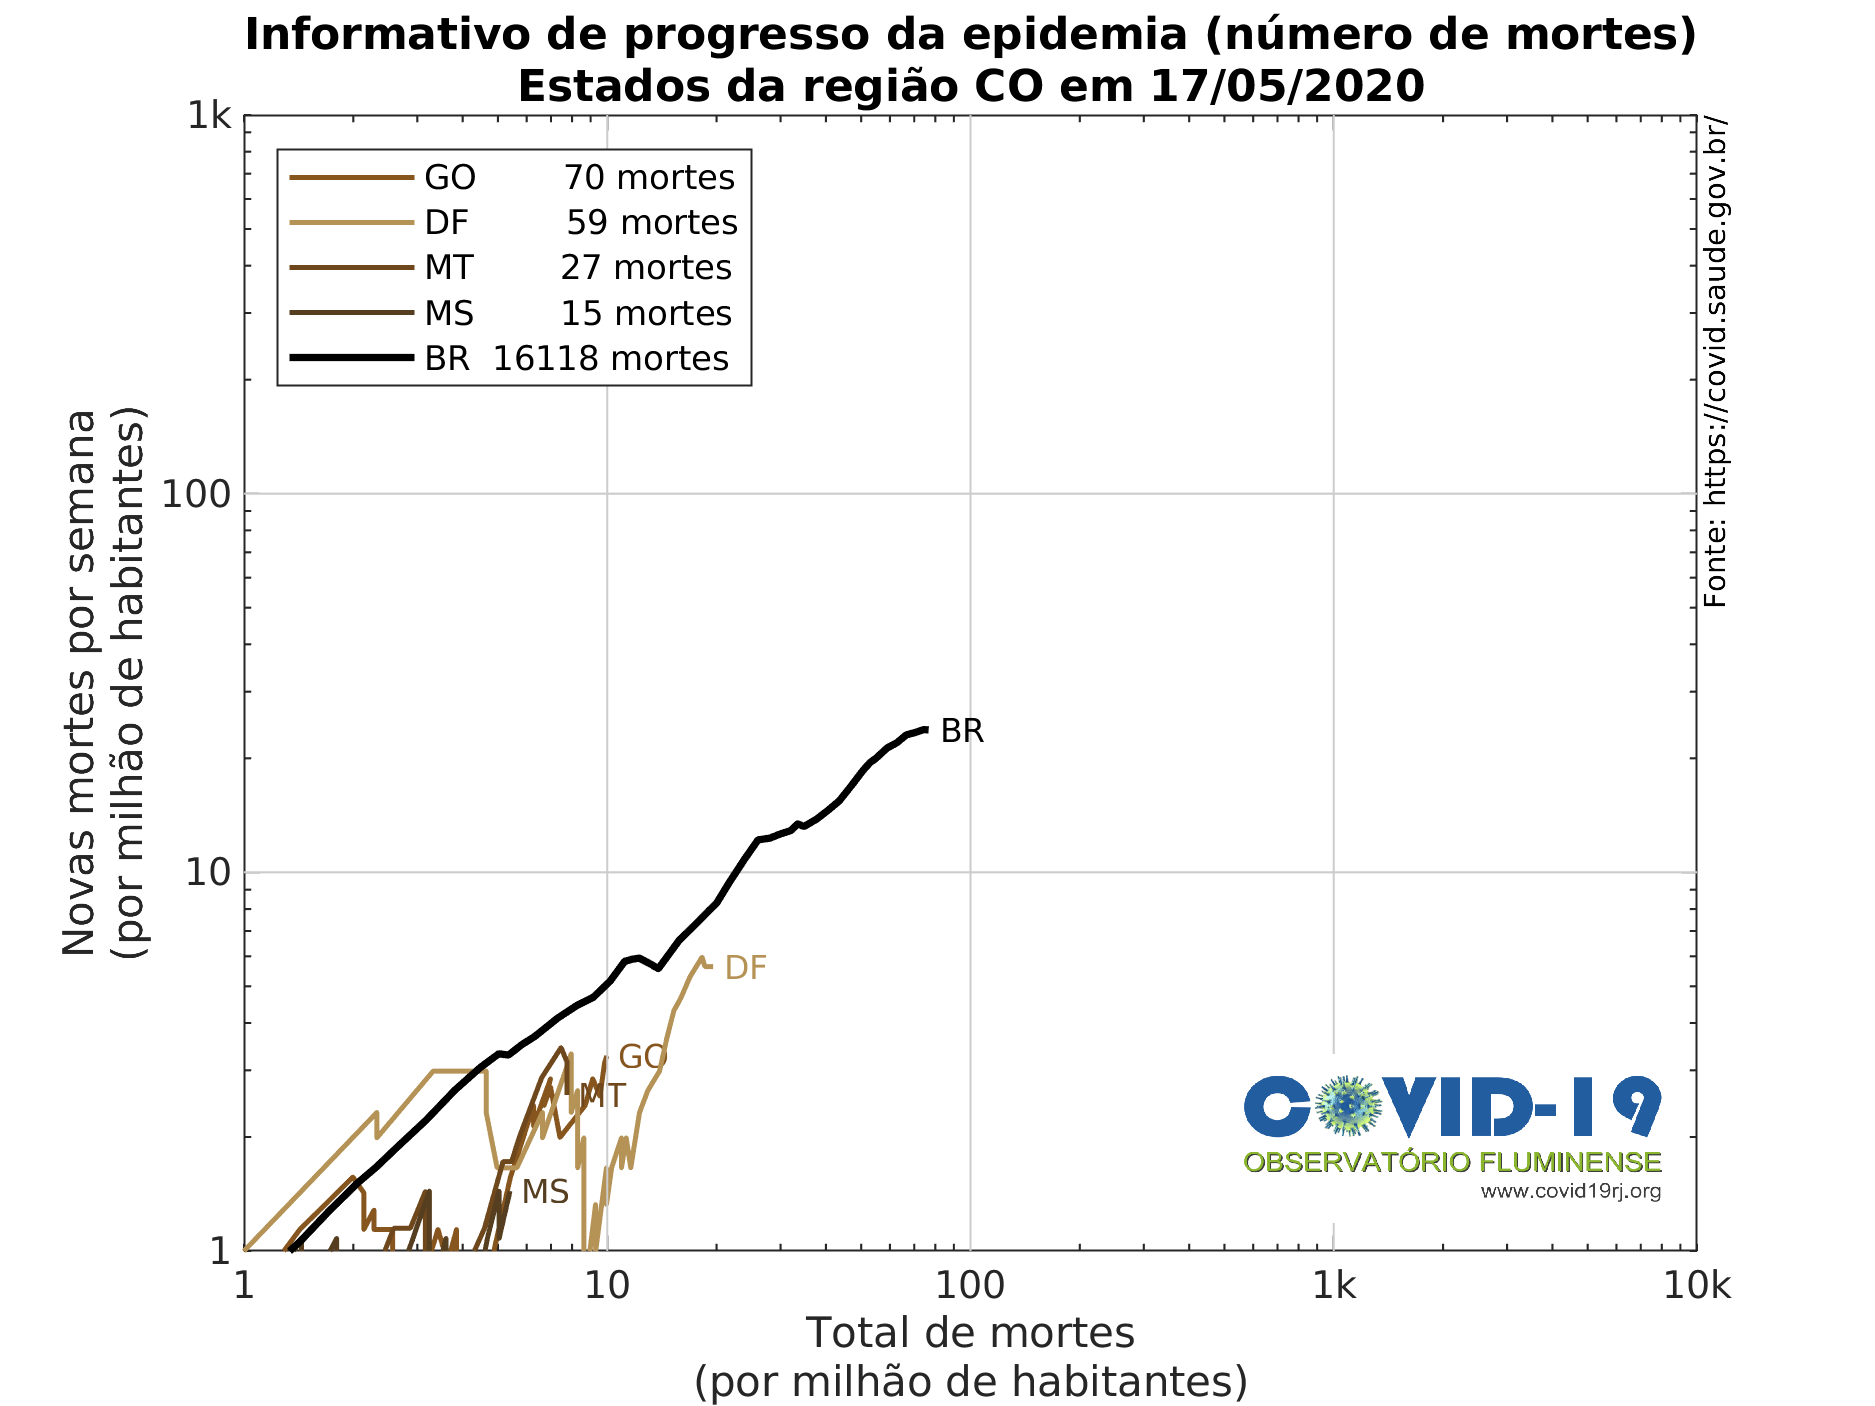 Informativo de progresso da epidemia (número de mortes)
Estados da região CO em 17/05/2020
1k
100
10
1
Novas mortes por semana
(por milhão de habitantes)
GO 70 mortes
DF 59 mortes
MT 27 mortes
MS 15 mortes
BR 16118 mortes
Fonte: https://covid.saude.gov.br/
BR
DF
GO
MT
MS
COVID-19
OBSERVATÓRIO FLUMINENSE
www.covid19rj.org
1 10 100 1k 10k
Total de mortes
(por milhão de habitantes)